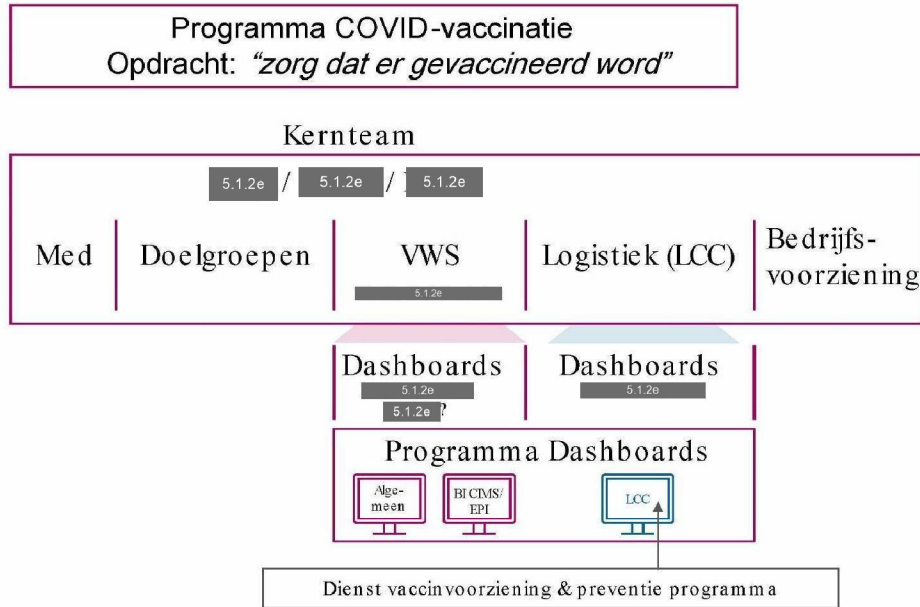 Programma COVID-vaccinatie
Opdracht: "zorg dat er gevaccineerd word"
Kernteam
5.1.2e / 5.1.2e / 5.1.2e
Med
Doelgroepen
VWS
5.1.2e
Logistiek (LCC)
Bedrijfs-
voorziening
Dashboards
5.1.2e
5.1.2e ?
Dashboards
5.1.2e
Programma Dashboards
Alge-
meen
BI CIMS/
EPI
LCC
Dienst vaccinvoorziening & preventie programma